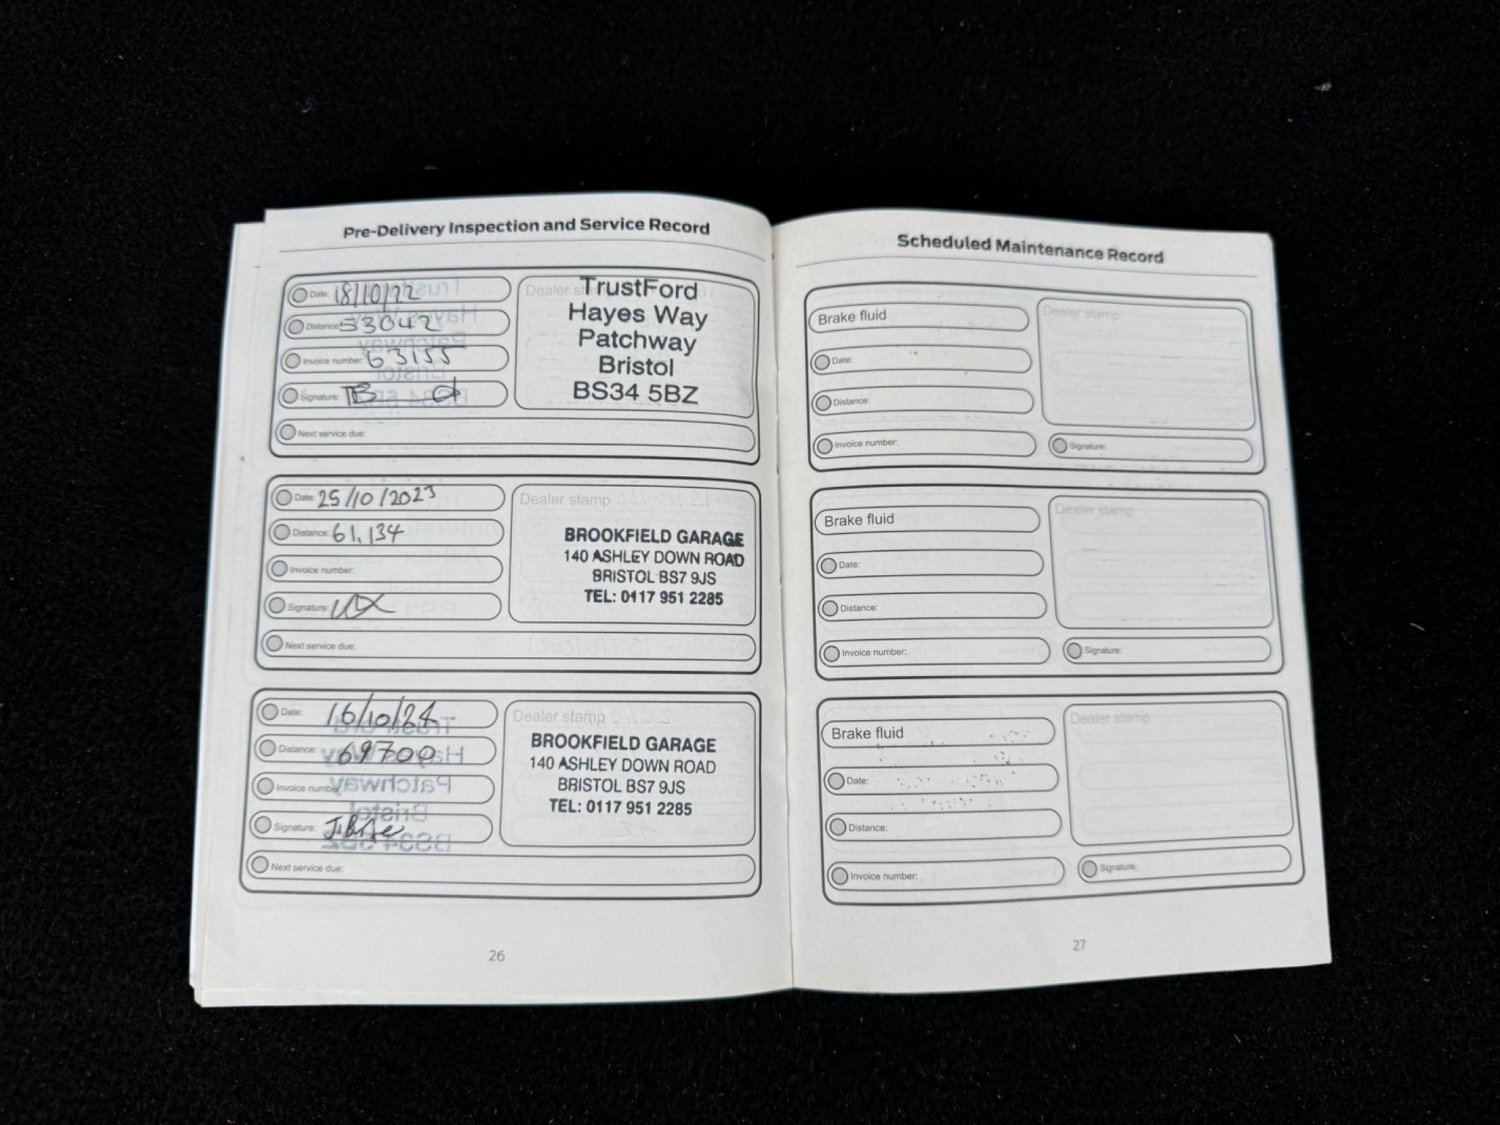 Pre-Delivery Inspection and Service Record
Date: 18/10/22
Distance: 53042
Invoice number: 63155
Signature:
Next service due:
Dealer stamp
TrustFord
Hayes Way
Patchway
Bristol
BS34 5BZ
Date: 25/10/2023
Distance: 61,134
Invoice number:
Signature:
Next service due:
Dealer stamp
BROOKFIELD GARAGE
140 ASHLEY DOWN ROAD
BRISTOL BS7 9JS
TEL: 0117 951 2285
Date: 16/10/24
Distance: 69700
Invoice number
Signature:
Next service due:
Dealer stamp
BROOKFIELD GARAGE
140 ASHLEY DOWN ROAD
BRISTOL BS7 9JS
TEL: 0117 951 2285
26
Scheduled Maintenance Record
Brake fluid
Date:
Distance:
Invoice number:
Dealer stamp
Signature:
Brake fluid
Date:
Distance:
Invoice number:
Dealer stamp
Signature:
Brake fluid
Date:
Distance:
Invoice number:
Dealer stamp
Signature:
27